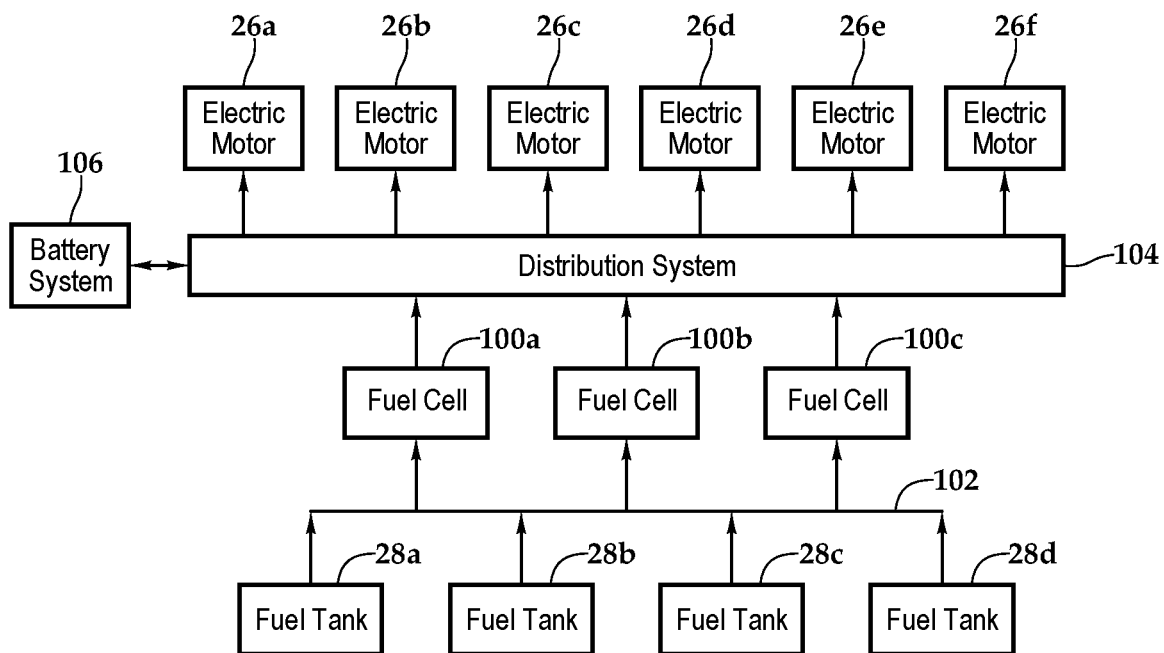 26a 26b 26c 26d 26e 26f
Electric Electric Electric Electric Electric Electric
Motor Motor Motor Motor Motor Motor
106
Battery
System
Distribution System
104
100a 100b 100c
Fuel Cell Fuel Cell Fuel Cell
102
28a 28b 28c 28d
Fuel Tank Fuel Tank Fuel Tank Fuel Tank